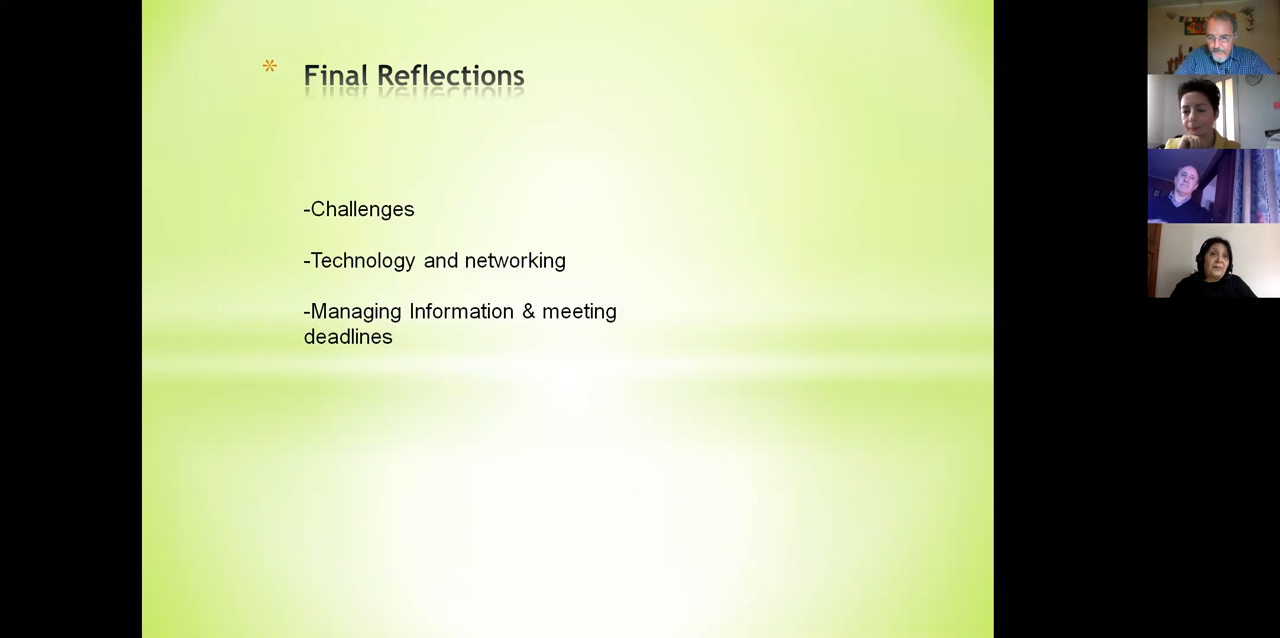 * Final Reflections
-Challenges
-Technology and networking
-Managing Information & meeting
deadlines